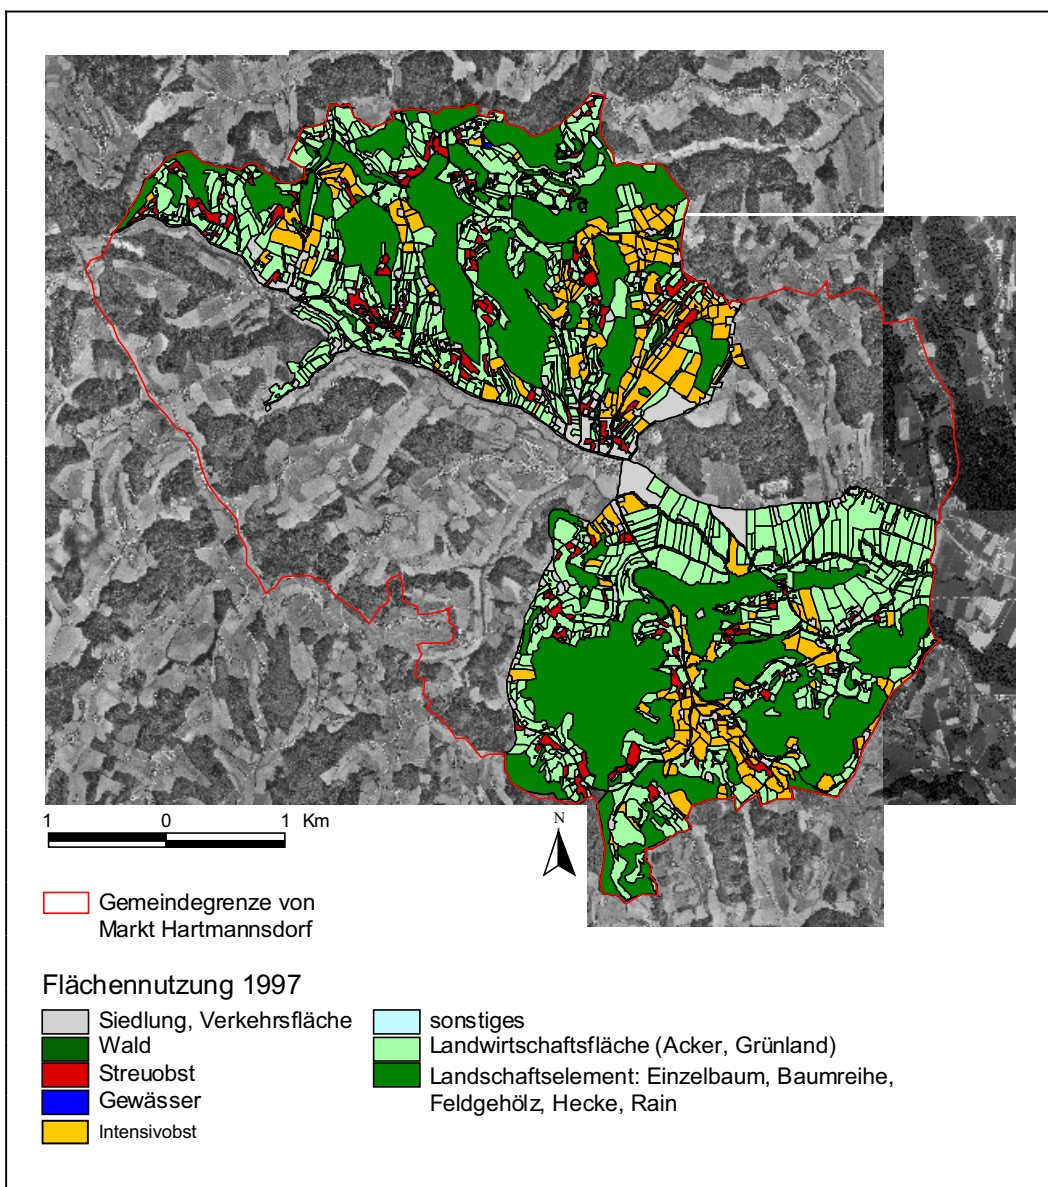 1 0 1 Km
N
Gemeindegrenze von
Markt Hartmannsdorf
Flächennutzung 1997
Siedlung, Verkehrsfläche
Wald
Streuobst
Gewässer
Intensivobst
sonstiges
Landwirtschaftsfläche (Acker, Grünland)
Landschaftselement: Einzelbaum, Baumreihe,
Feldgehölz, Hecke, Rain